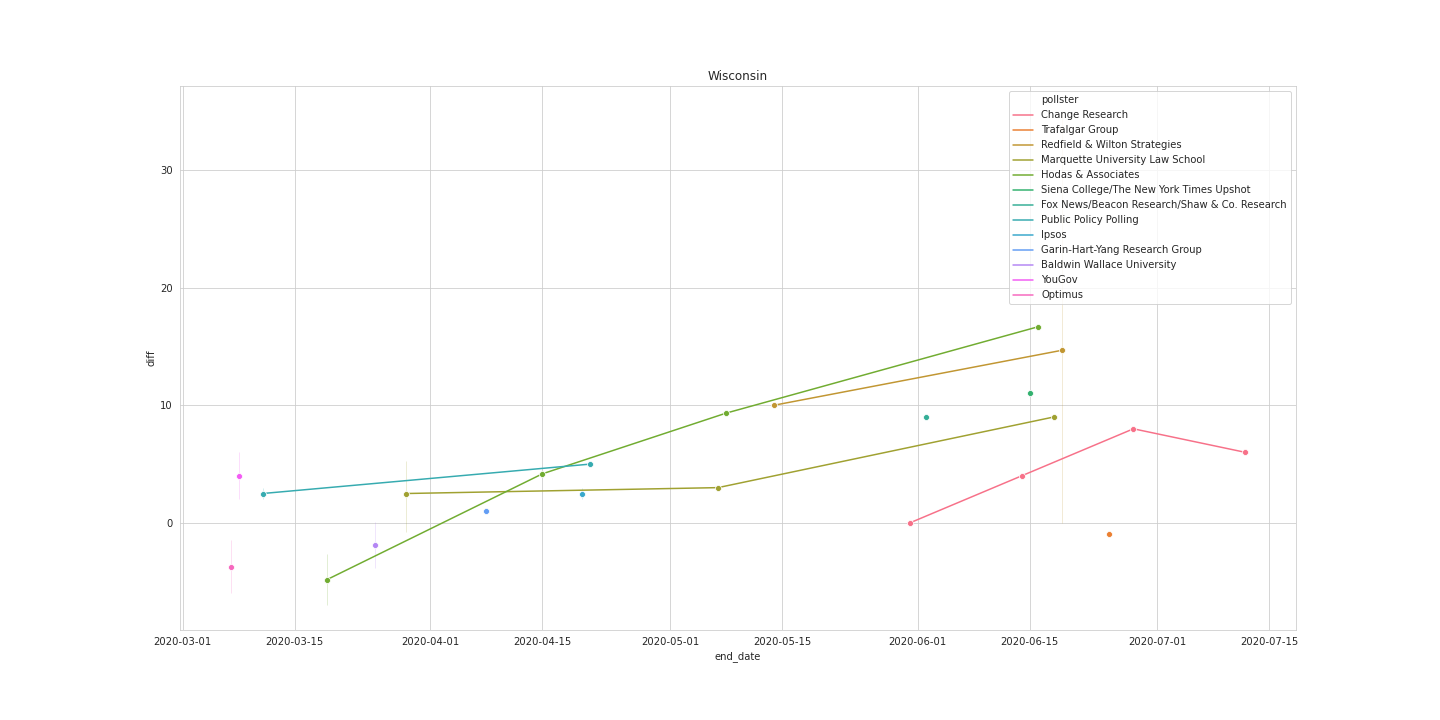 Wisconsin
pollster
Change Research
Trafalgar Group
Redfield & Wilton Strategies
Marquette University Law School
Hodas & Associates
Siena College/The New York Times Upshot
Fox News/Beacon Research/Shaw & Co. Research
Public Policy Polling
Ipsos
Garin-Hart-Yang Research Group
Baldwin Wallace University
YouGov
Optimus
diff
30
20
10
0
2020-03-01 2020-03-15 2020-04-01 2020-04-15 2020-05-01 2020-05-15 2020-06-01 2020-06-15 2020-07-01 2020-07-15
end_date